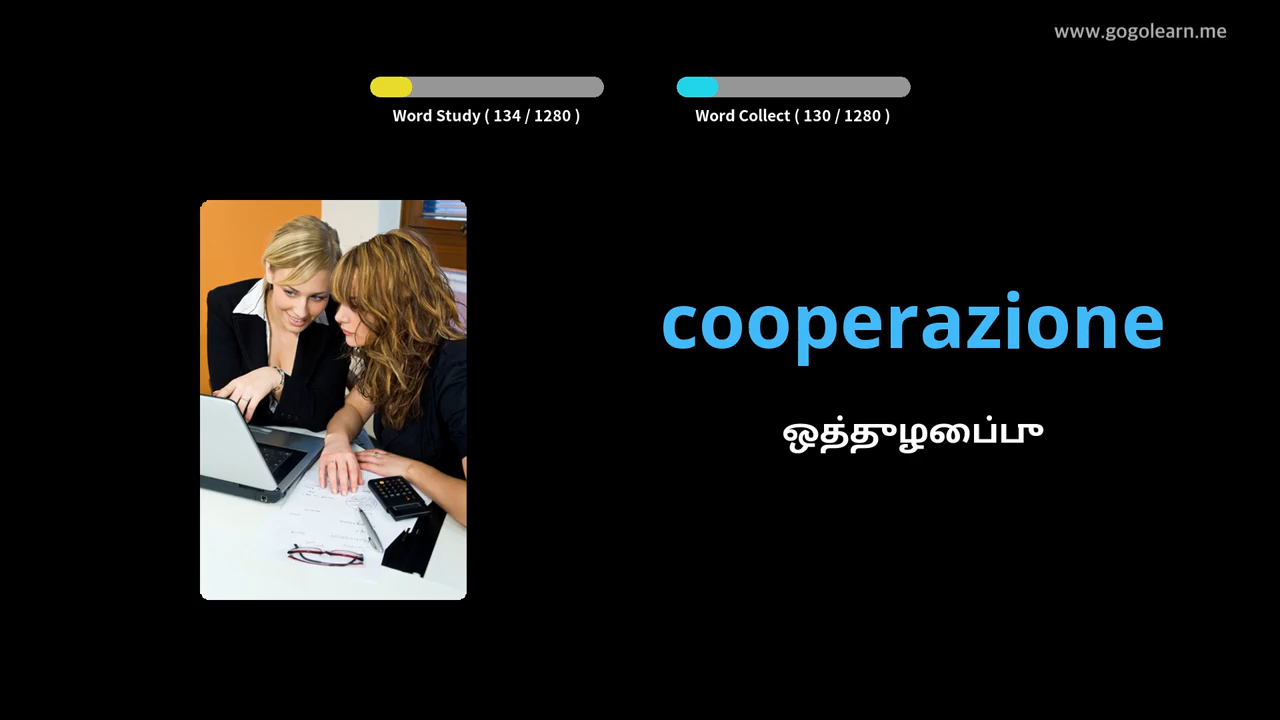 www.gogolearn.me
Word Study ( 134 / 1280 )
Word Collect ( 130 / 1280 )
cooperazione
ஒத்துழைப்பு